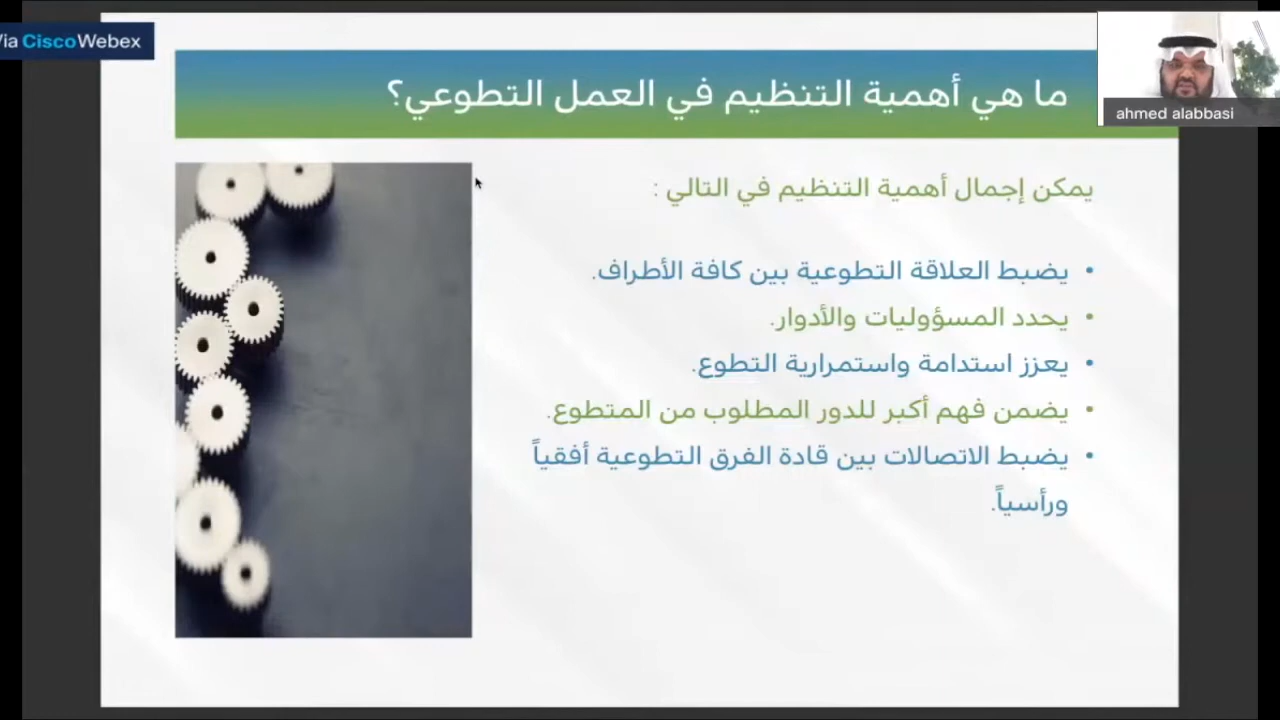 Via CiscoWebex
ما هي أهمية التنظيم في العمل التطوعي؟
ahmed alabbasi
يمكن إجمال أهمية التنظيم في التالي :
• يضبط العلاقة التطوعية بين كافة الأطراف.
• يحدد المسؤوليات والأدوار.
• يعزز استدامة واستمرارية التطوع.
• يضمن فهم أكبر للدور المطلوب من المتطوع.
• يضبط الاتصالات بين قادة الفرق التطوعية أفقياً
ورأسياً.